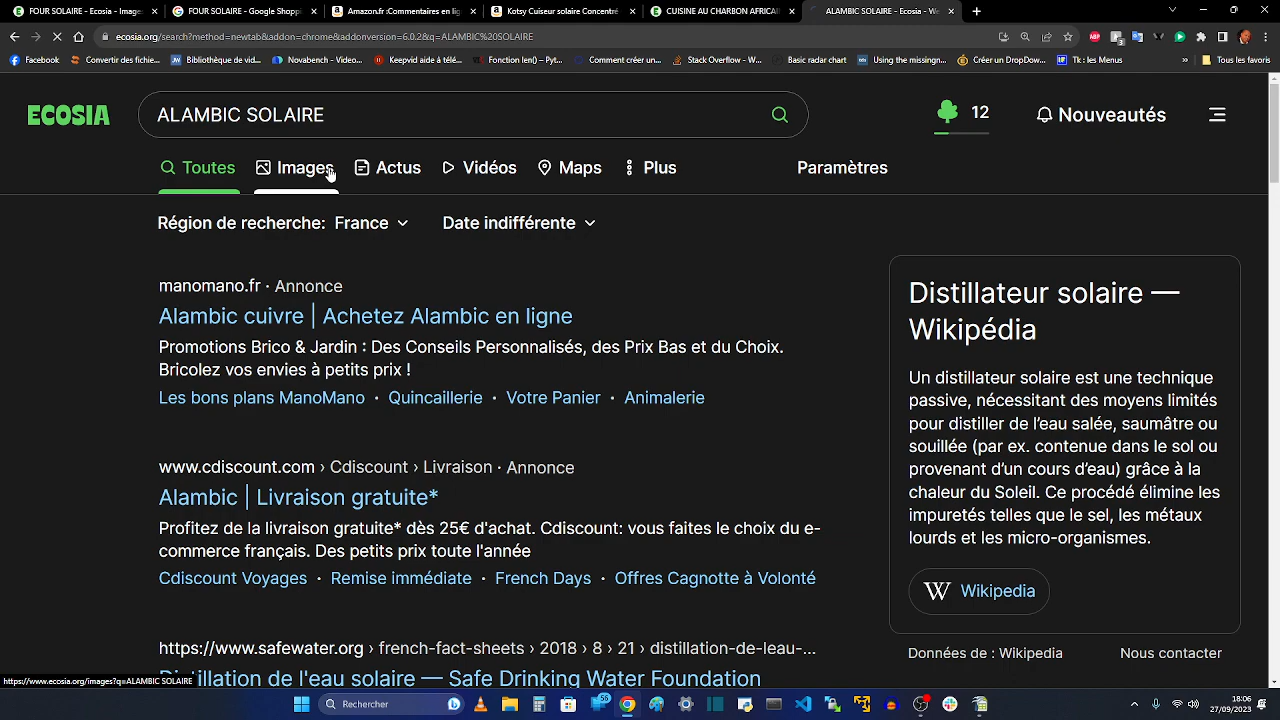 FOUR SOLAIRE - Ecosia - Image
FOUR SOLAIRE - Google Shoppi
Amazon.fr :Commentaires en lig
Kotsy Cuiseur solaire Concentré
CUISINE AU CHARBON AFRICAI
ALAMBIC SOLAIRE - Ecosia - We
ecosia.org/search?method=newtab&addon=chrome&addonversion=6.0.2&q=ALAMBIC%20SOLAIRE
Facebook
Convertir des fichie...
Bibliothèque de vid...
Novabench - Video...
Keepvid aide à télé...
Fonction len() – Pyt...
Comment créer un...
Stack Overflow - W...
Basic radar chart
Using the missingn...
Créer un DropDow...
Tk : les Menus
»
Tous les favoris
ECOSIA
ALAMBIC SOLAIRE
12
Nouveautés
Toutes
Images
Actus
Vidéos
Maps
Plus
Paramètres
Région de recherche: France
Date indifférente
manomano.fr · Annonce
Alambic cuivre | Achetez Alambic en ligne
Promotions Brico & Jardin : Des Conseils Personnalisés, des Prix Bas et du Choix.
Bricolez vos envies à petits prix !
Les bons plans ManoMano · Quincaillerie · Votre Panier · Animalerie
www.cdiscount.com › Cdiscount › Livraison · Annonce
Alambic | Livraison gratuite*
Profitez de la livraison gratuite* dès 25€ d'achat. Cdiscount: vous faites le choix du e-
commerce français. Des petits prix toute l'année
Cdiscount Voyages · Remise immédiate · French Days · Offres Cagnotte à Volonté
https://www.safewater.org › french-fact-sheets › 2018 › 8 › 21 › distillation-de-leau-...
Distillation de l'eau solaire — Safe Drinking Water Foundation
Distillateur solaire —
Wikipédia
Un distillateur solaire est une technique
passive, nécessitant des moyens limités
pour distiller de l'eau salée, saumâtre ou
souillée (par ex. contenue dans le sol ou
provenant d'un cours d'eau) grâce à la
chaleur du Soleil. Ce procédé élimine les
impuretés telles que le sel, les métaux
lourds et les micro-organismes.
W Wikipedia
Données de : Wikipedia
Nous contacter
https://www.ecosia.org/images?q=ALAMBIC SOLAIRE
Rechercher
56
18:06
27/09/2023